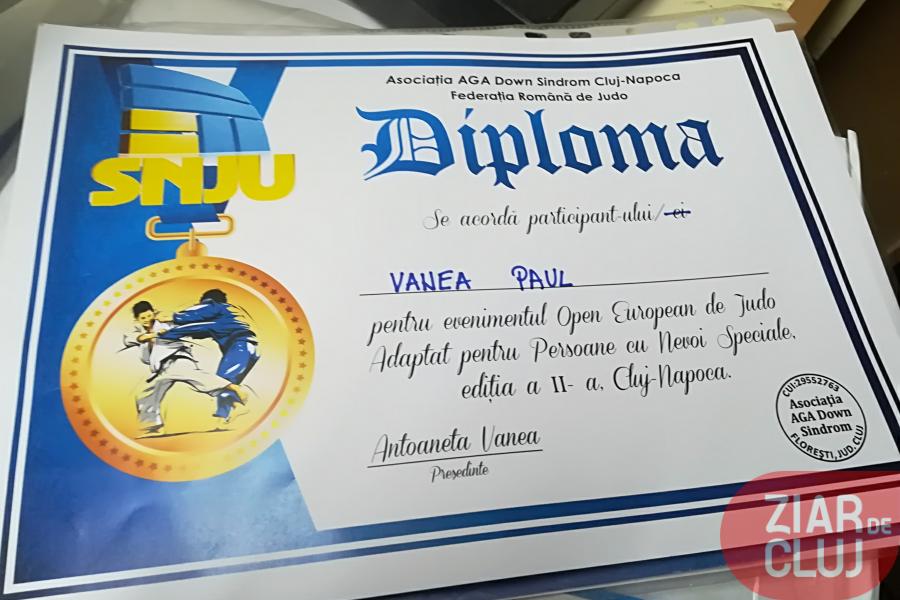 Asociația AGA Down Sindrom Cluj-Napoca
Federația Română de Judo
Diploma
SNJU
Se acordă participant-ului/-ei
VANEA PAUL
pentru evenimentul Open European de Judo
Adaptat pentru Persoane cu Nevoi Speciale,
ediția a II-a, Cluj-Napoca.
Antoaneta Vanea
Președinte
CUI:29552763
Asociația
AGA Down
Sindrom
FLOREȘTI, JUD. CLUJ
ZIAR DE
CLUJ